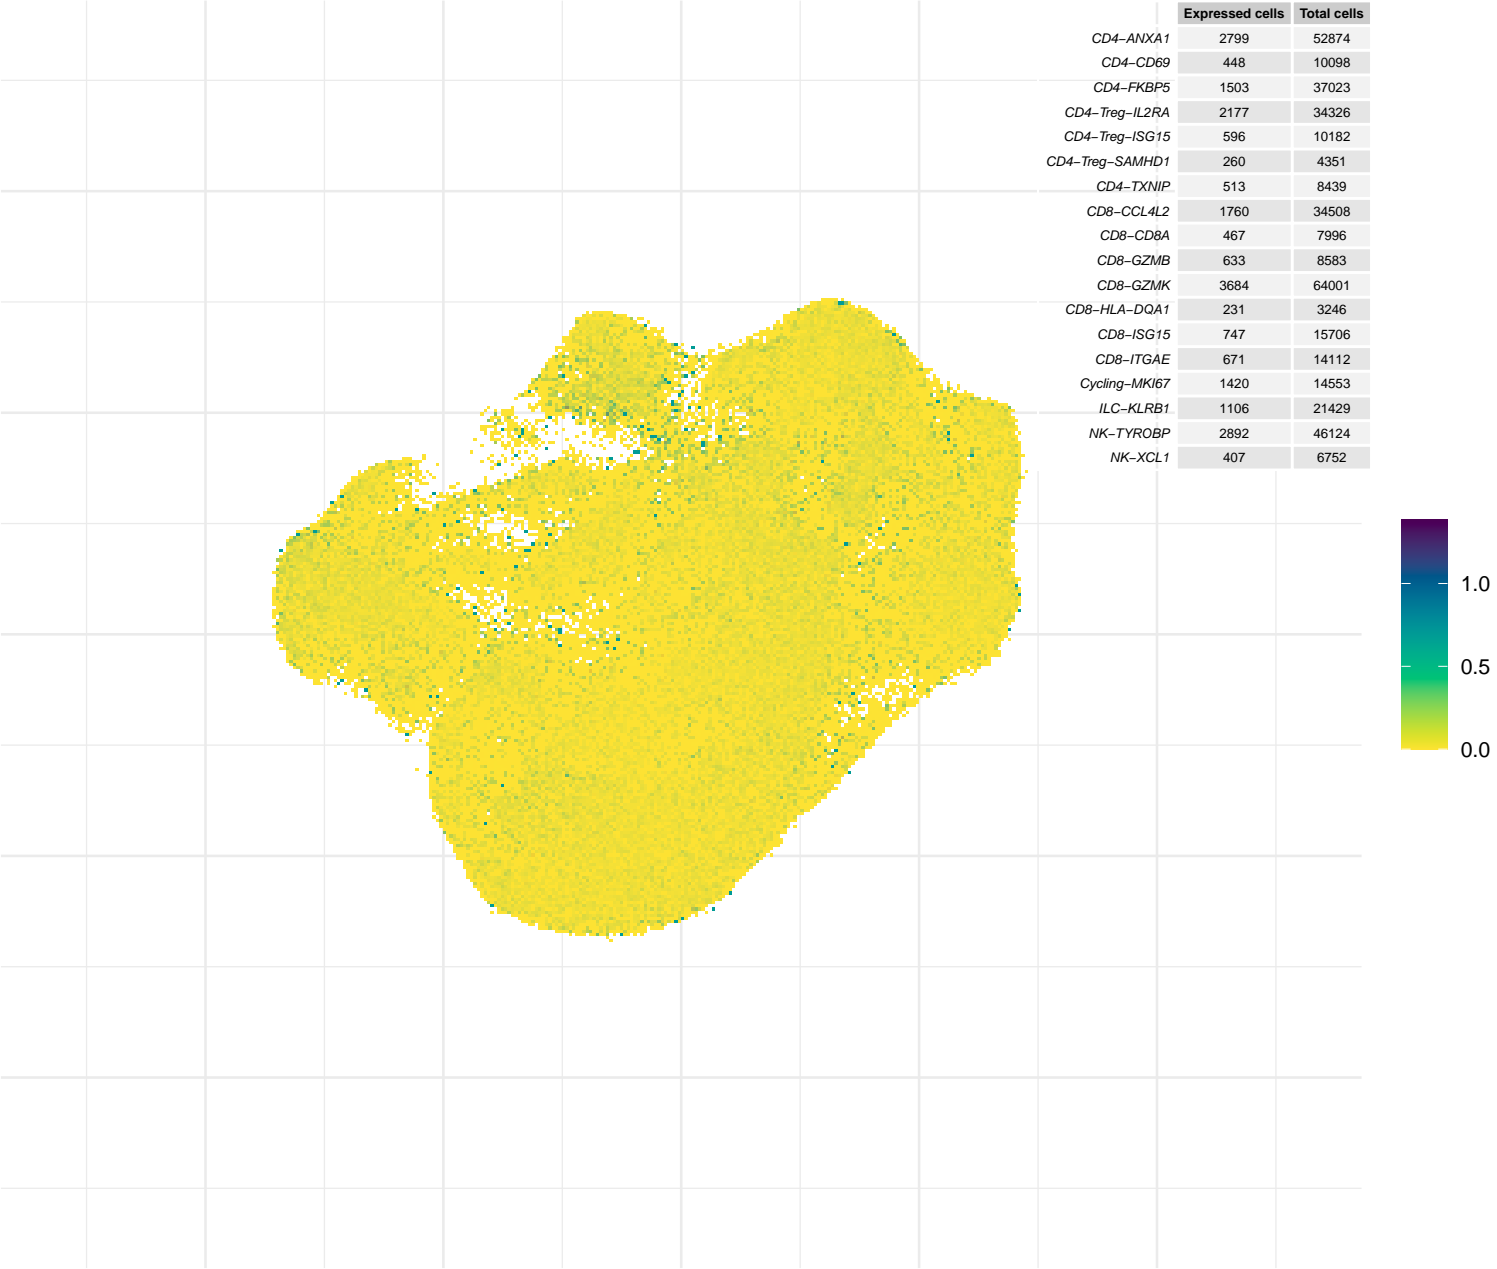 Expressed cells Total cells
CD4−ANXA1 2799 52874
CD4−CD69 448 10098
CD4−FKBP5 1503 37023
CD4−Treg−IL2RA 2177 34326
CD4−Treg−ISG15 596 10182
CD4−Treg−SAMHD1 260 4351
CD4−TXNIP 513 8439
CD8−CCL4L2 1760 34508
CD8−CD8A 467 7996
CD8−GZMB 633 8583
CD8−GZMK 3684 64001
CD8−HLA−DQA1 231 3246
CD8−ISG15 747 15706
CD8−ITGAE 671 14112
Cycling−MKI67 1420 14553
ILC−KLRB1 1106 21429
NK−TYROBP 2892 46124
NK−XCL1 407 6752
1.0
0.5
0.0